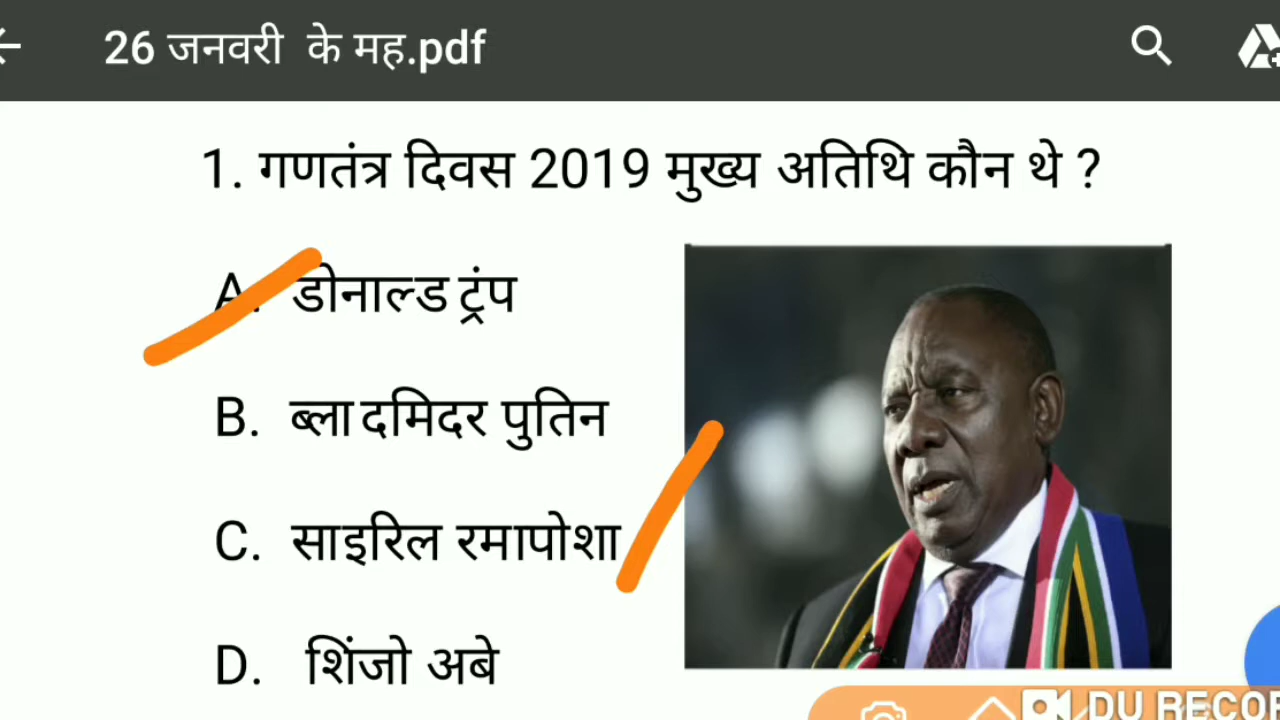 26 जनवरी के मह.pdf
1. गणतंत्र दिवस 2019 मुख्य अतिथि कौन थे ?
A. डोनाल्ड ट्रंप
B. ब्लादमिदर पुतिन
C. साइरिल रमापोशा
D. शिंजो अबे
DU RECOR